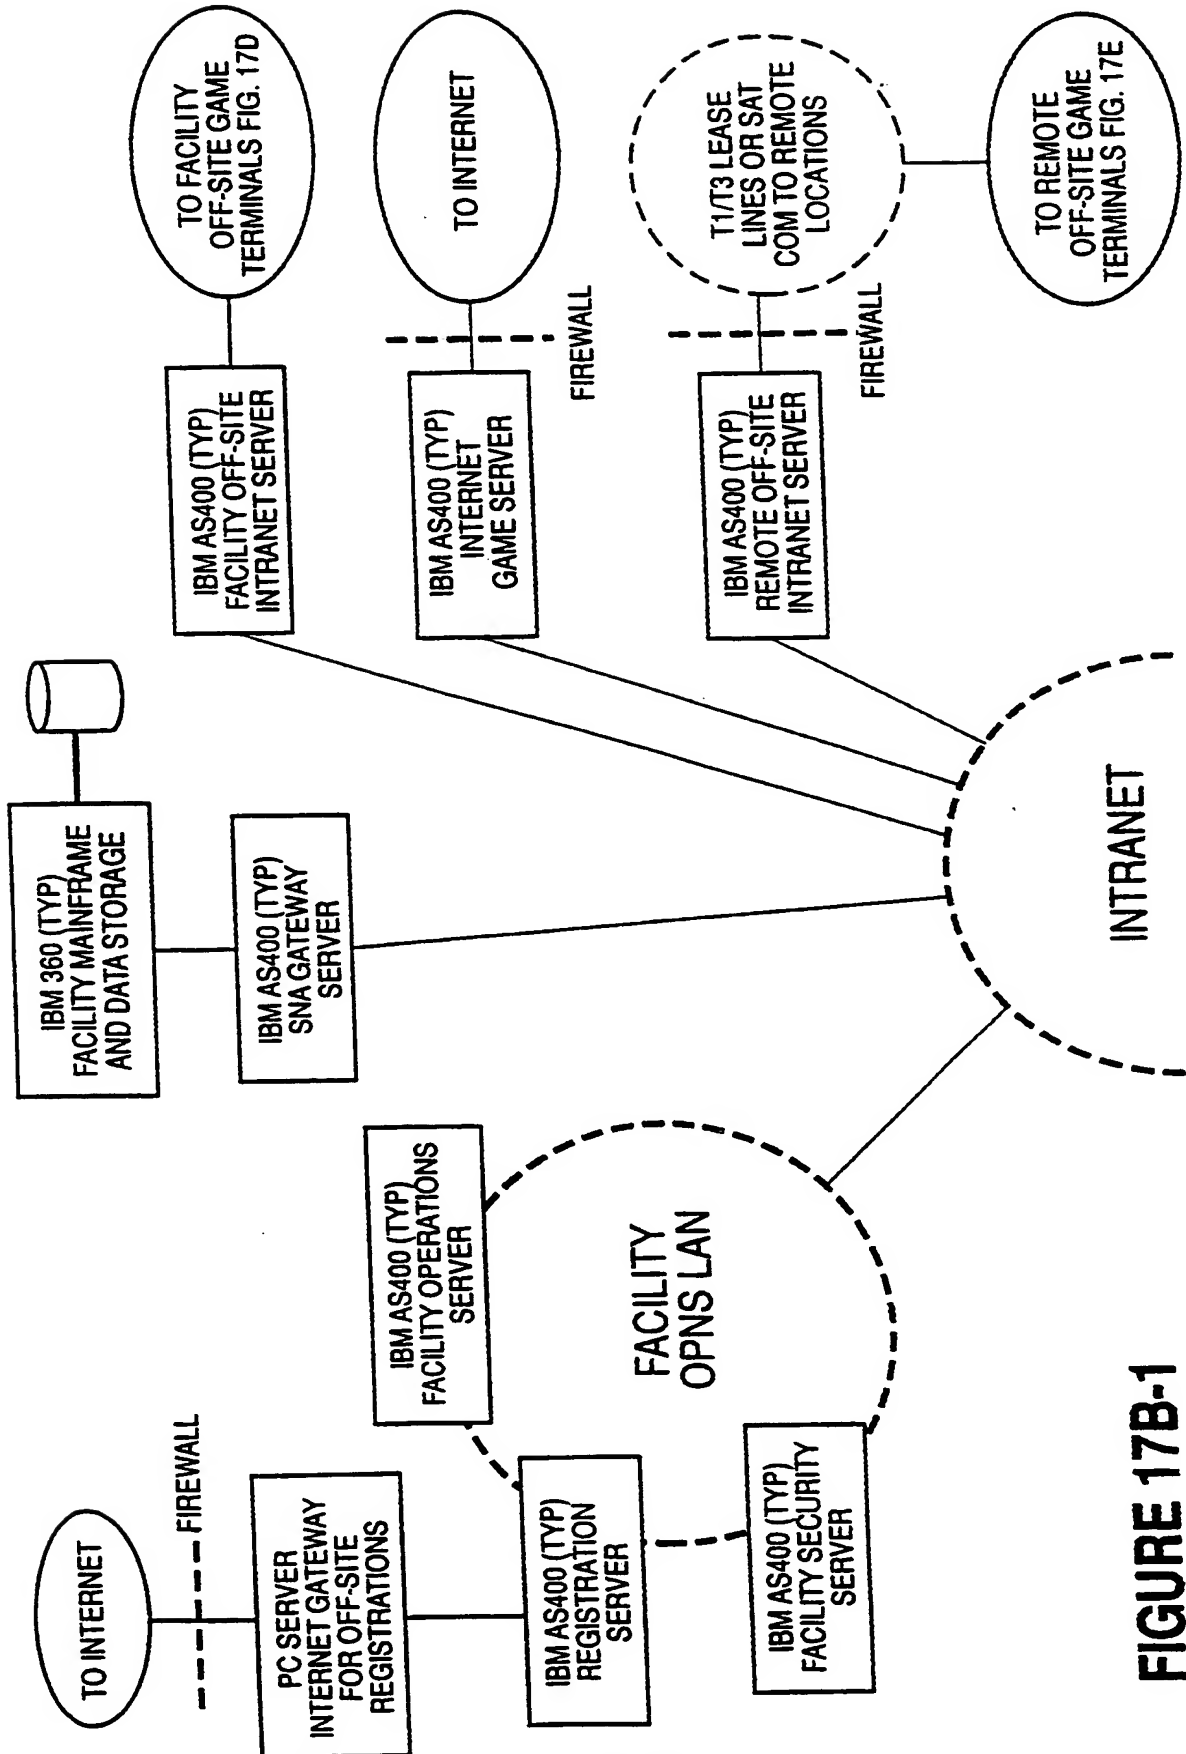 TO INTERNET
FIREWALL
PC SERVER
INTERNET GATEWAY
FOR OFF-SITE
REGISTRATIONS
IBM AS400 (TYP)
REGISTRATION
SERVER
IBM AS400 (TYP)
FACILITY SECURITY
SERVER
IBM AS400 (TYP)
FACILITY OPERATIONS
SERVER
FACILITY
OPNS LAN
IBM 360 (TYP)
FACILITY MAINFRAME
AND DATA STORAGE
IBM AS400 (TYP)
SNA GATEWAY
SERVER
INTRANET
IBM AS400 (TYP)
FACILITY OFF-SITE
INTRANET SERVER
TO FACILITY
OFF-SITE GAME
TERMINALS FIG. 17D
IBM AS400 (TYP)
INTERNET
GAME SERVER
FIREWALL
TO INTERNET
IBM AS400 (TYP)
REMOTE OFF-SITE
INTRANET SERVER
FIREWALL
T1/T3 LEASE
LINES OR SAT
COM TO REMOTE
LOCATIONS
TO REMOTE
OFF-SITE GAME
TERMINALS FIG. 17E
FIGURE 17B-1